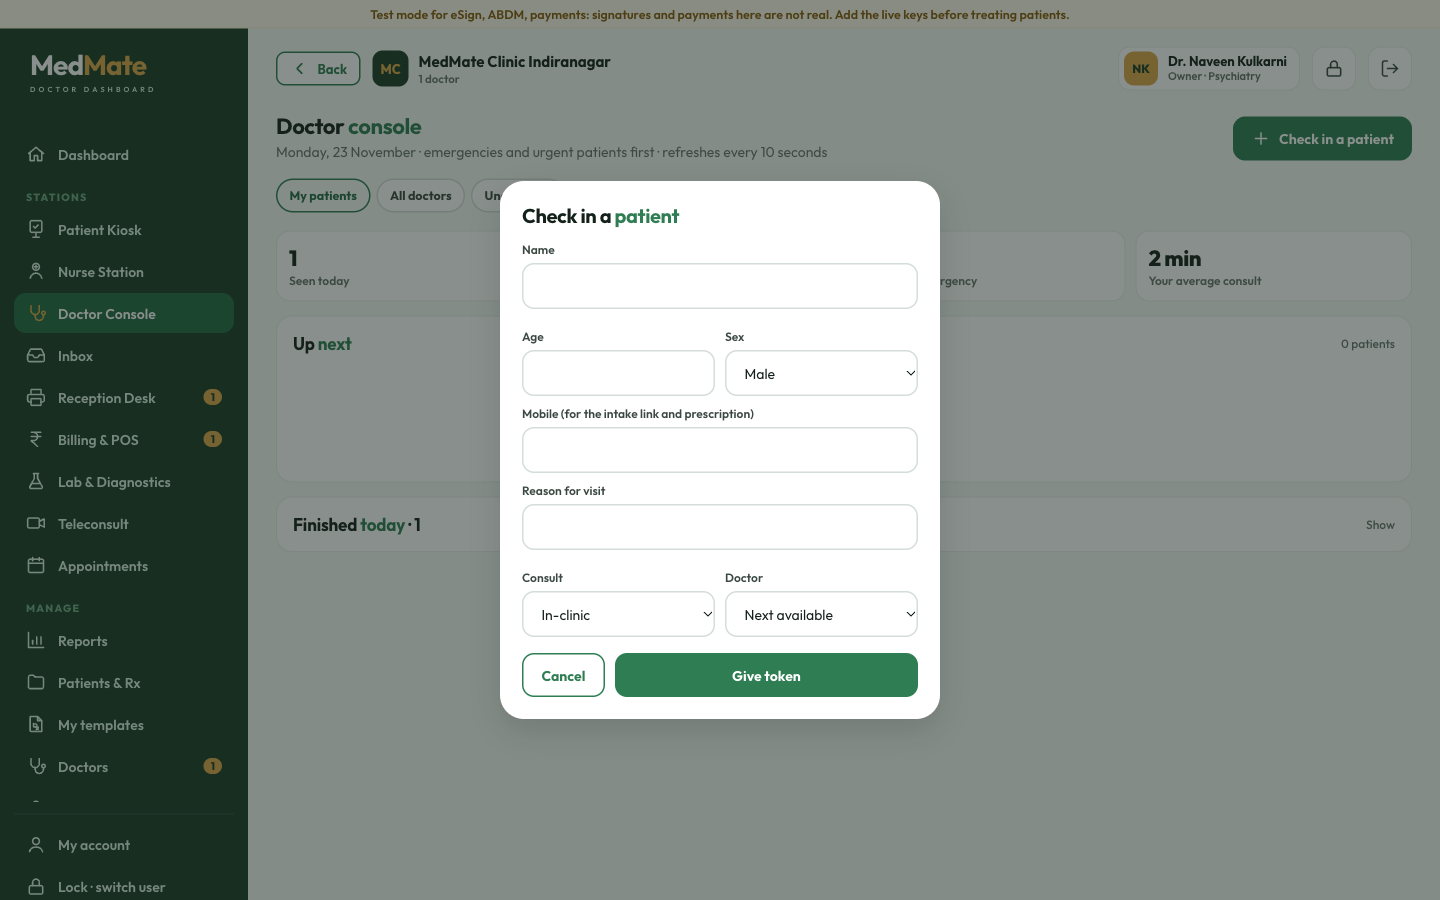 Test mode for eSign, ABDM, payments: signatures and payments here are not real. Add the live keys before treating patients.
MedMate
DOCTOR DASHBOARD
Dashboard
STATIONS
Patient Kiosk
Nurse Station
Doctor Console
Inbox
Reception Desk 1
Billing & POS 1
Lab & Diagnostics
Teleconsult
Appointments
MANAGE
Reports
Patients & Rx
My templates
Doctors 1
My account
Lock · switch user
Back
MC
MedMate Clinic Indiranagar
1 doctor
NK
Dr. Naveen Kulkarni
Owner · Psychiatry
Doctor console
Monday, 23 November · emergencies and urgent patients first · refreshes every 10 seconds
Check in a patient
My patients
All doctors
1
Seen today
2 min
Your average consult
Up next
0 patients
Finished today · 1
Show
Check in a patient
Name
Age
Sex
Male
Mobile (for the intake link and prescription)
Reason for visit
Consult
Doctor
In-clinic
Next available
Cancel
Give token